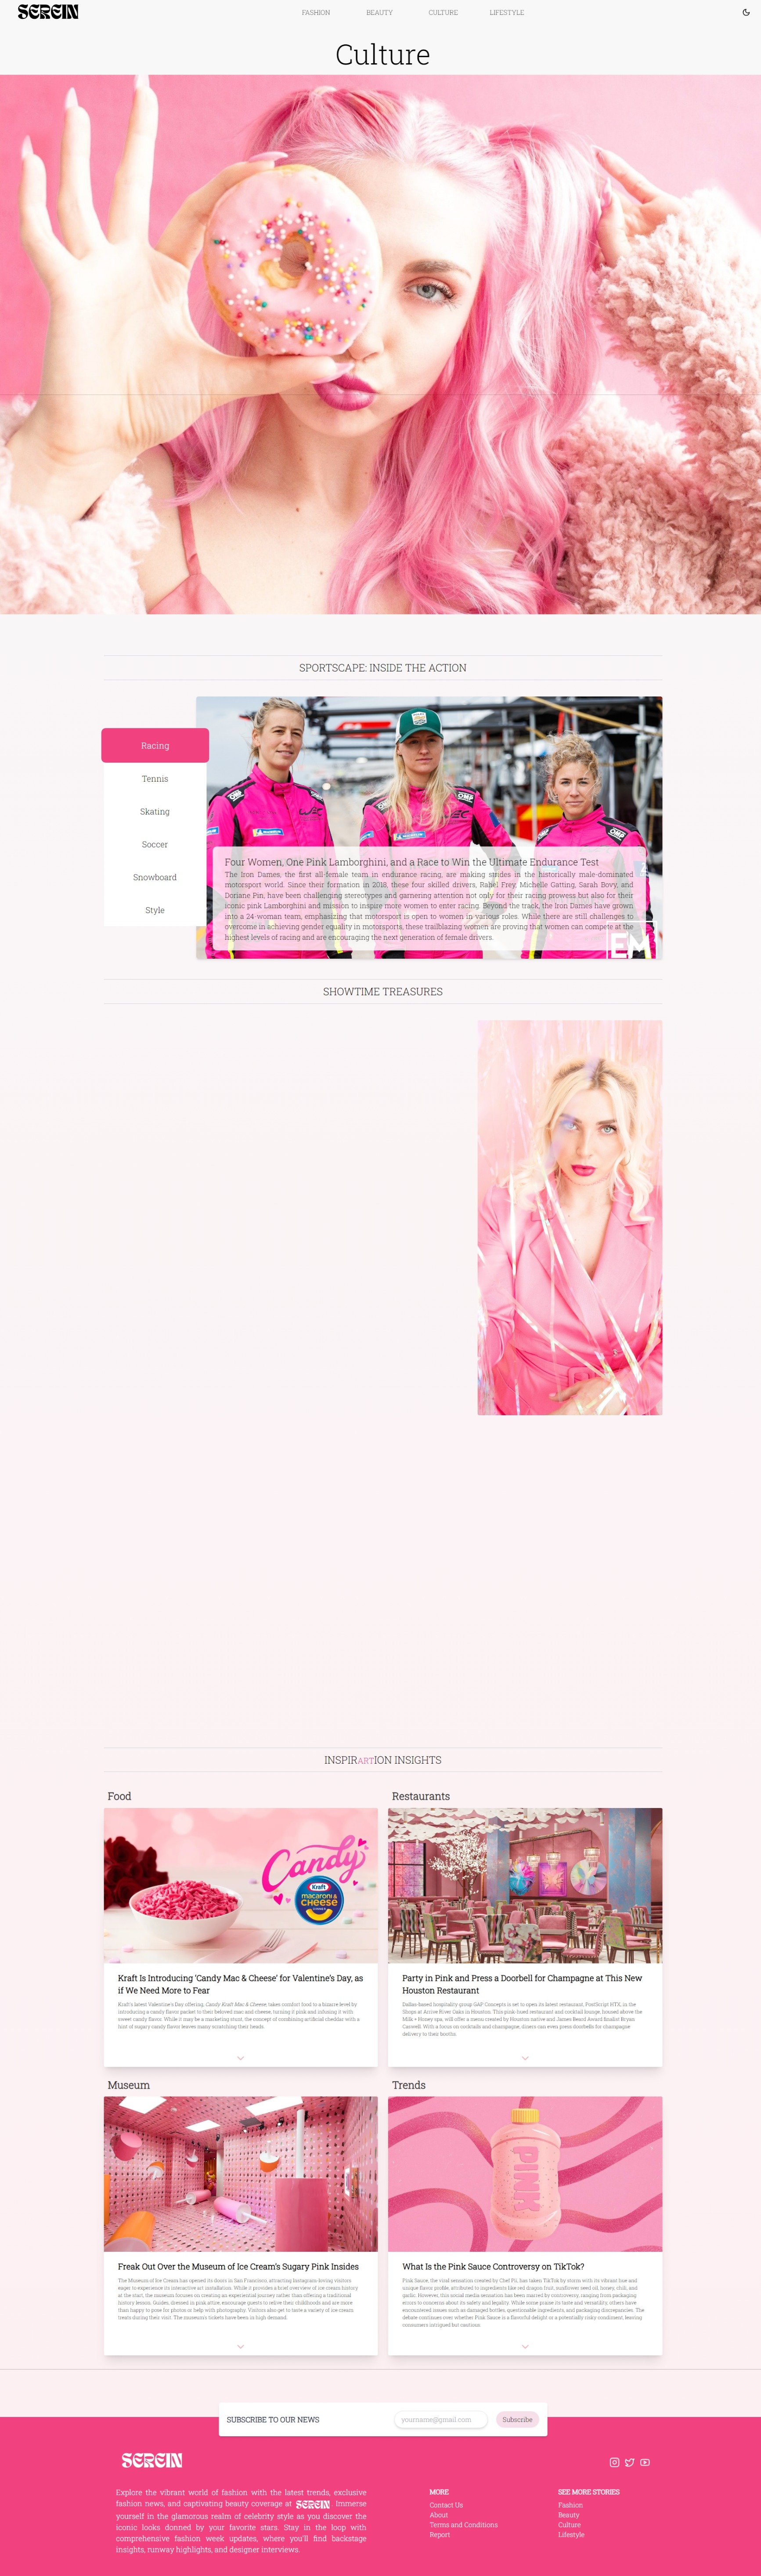 SEREIN
FASHION
BEAUTY
CULTURE
LIFESTYLE
Culture
SPORTSCAPE: INSIDE THE ACTION
Racing
Tennis
Skating
Soccer
Snowboard
Style
Four Women, One Pink Lamborghini, and a Race to Win the Ultimate Endurance Test
The Iron Dames, the first all-female team in endurance racing, are making strides in the historically male-dominated
motorsport world. Since their formation in 2018, these four skilled drivers, Rahel Frey, Michelle Gatting, Sarah Bovy, and
Doriane Pin, have been challenging stereotypes and garnering attention not only for their racing prowess but also for their
iconic pink Lamborghini and mission to inspire more women to enter racing. Beyond the track, the Iron Dames have grown
into a 24-woman team, emphasizing that motorsport is open to women in various roles. While there are still challenges to
overcome in achieving gender equality in motorsports, these trailblazing women are proving that women can compete at the
highest levels of racing and are encouraging the next generation of female drivers.
EM
SHOWTIME TREASURES
INSPIRARTION INSIGHTS
Food
Restaurants
Candy
Kraft
macaroni &
CHEESE
Kraft Is Introducing 'Candy Mac & Cheese' for Valentine's Day, as
if We Need More to Fear
Kraft's latest Valentine's Day offering, Candy Kraft Mac & Cheese, takes comfort food to a bizarre level by
introducing a candy flavor packet to their beloved mac and cheese, turning it pink and infusing it with
sweet candy flavor. While it may be a marketing stunt, the concept of combining artificial cheddar with a
hint of sugary candy flavor leaves many scratching their heads.
Party in Pink and Press a Doorbell for Champagne at This New
Houston Restaurant
Dallas-based hospitality group GAP Concepts is set to open its latest restaurant, PostScript HTX, in the
Shops at Arrive River Oaks in Houston. This pink-hued restaurant and cocktail lounge, housed above the
Milk + Honey spa, will offer a menu created by Houston native and James Beard Award finalist Bryan
Caswell. With a focus on cocktails and champagne, diners can even press doorbells for champagne
delivery to their booths.
Museum
Trends
PINK
Freak Out Over the Museum of Ice Cream's Sugary Pink Insides
The Museum of Ice Cream has opened its doors in San Francisco, attracting Instagram-loving visitors
eager to experience its interactive art installation. While it provides a brief overview of ice cream history
at the start, the museum focuses on creating an experiential journey rather than offering a traditional
history lesson. Guides, dressed in pink attire, encourage guests to relive their childhoods and are more
than happy to pose for photos or help with photography. Visitors also get to taste a variety of ice cream
treats during their visit. The museum's tickets have been in high demand.
What Is the Pink Sauce Controversy on TikTok?
Pink Sauce, the viral sensation created by Chef Pii, has taken TikTok by storm with its vibrant hue and
unique flavor profile, attributed to ingredients like red dragon fruit, sunflower seed oil, honey, chili, and
garlic. However, this social media sensation has been marred by controversy, ranging from packaging
errors to concerns about its safety and legality. While some praise its taste and versatility, others have
encountered issues such as damaged bottles, questionable ingredients, and packaging discrepancies. The
debate continues over whether Pink Sauce is a flavorful delight or a potentially risky condiment, leaving
consumers intrigued but cautious.
SUBSCRIBE TO OUR NEWS
yourname@gmail.com
Subscribe
SEREIN
Explore the vibrant world of fashion with the latest trends, exclusive
fashion news, and captivating beauty coverage at SEREIN. Immerse
yourself in the glamorous realm of celebrity style as you discover the
iconic looks donned by your favorite stars. Stay in the loop with
comprehensive fashion week updates, where you'll find backstage
insights, runway highlights, and designer interviews.
MORE
Contact Us
About
Terms and Conditions
Report
SEE MORE STORIES
Fashion
Beauty
Culture
Lifestyle